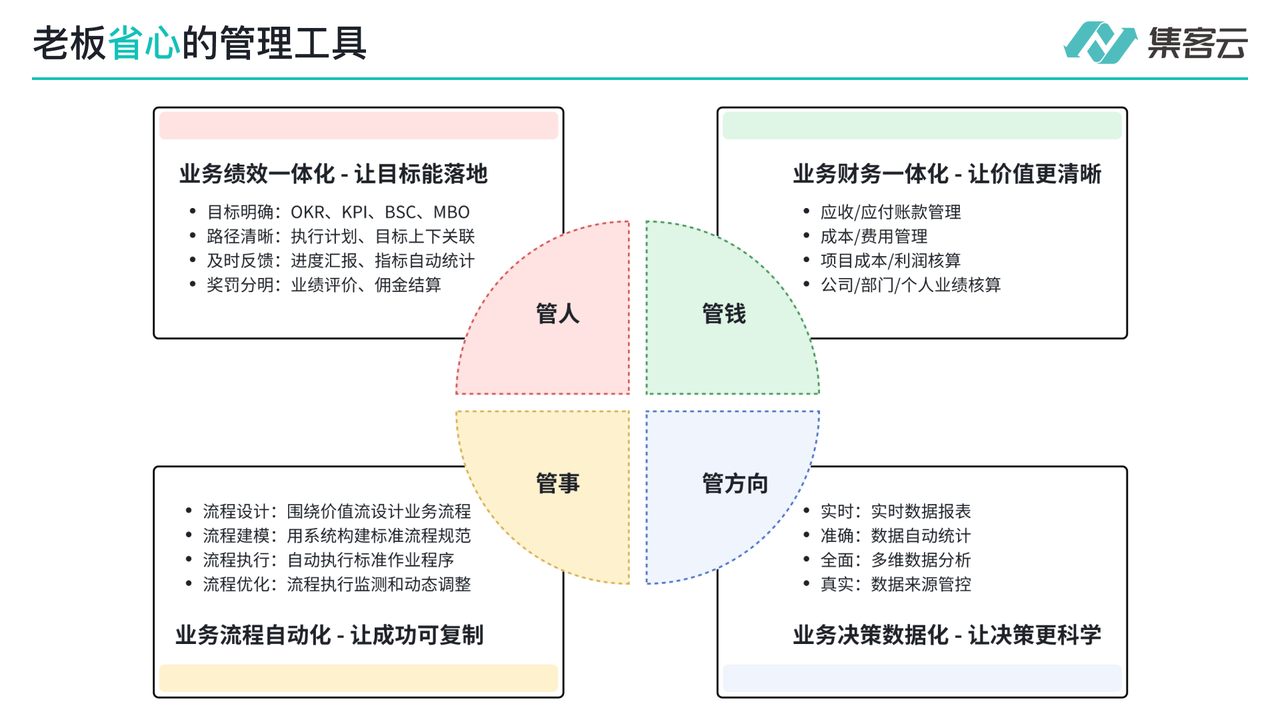 老板省心的管理工具
集客云
业务绩效一体化 - 让目标能落地
• 目标明确：OKR、KPI、BSC、MBO
• 路径清晰：执行计划、目标上下关联
• 及时反馈：进度汇报、指标自动统计
• 奖罚分明：业绩评价、佣金结算
业务财务一体化 - 让价值更清晰
• 应收/应付账款管理
• 成本/费用管理
• 项目成本/利润核算
• 公司/部门/个人业绩核算
管人
管钱
管事
管方向
• 流程设计：围绕价值流设计业务流程
• 流程建模：用系统构建标准流程规范
• 流程执行：自动执行标准作业程序
• 流程优化：流程执行监测和动态调整
业务流程自动化 - 让成功可复制
• 实时：实时数据报表
• 准确：数据自动统计
• 全面：多维数据分析
• 真实：数据来源管控
业务决策数据化 - 让决策更科学